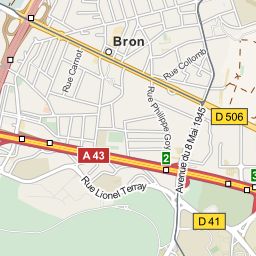 Bron
Rue Carnot
Rue Collomb
Rue Philippe Goy
D 506
Avenue du 8 Mai 1945
A 43
2
3
Rue Lionel Terray
D 41